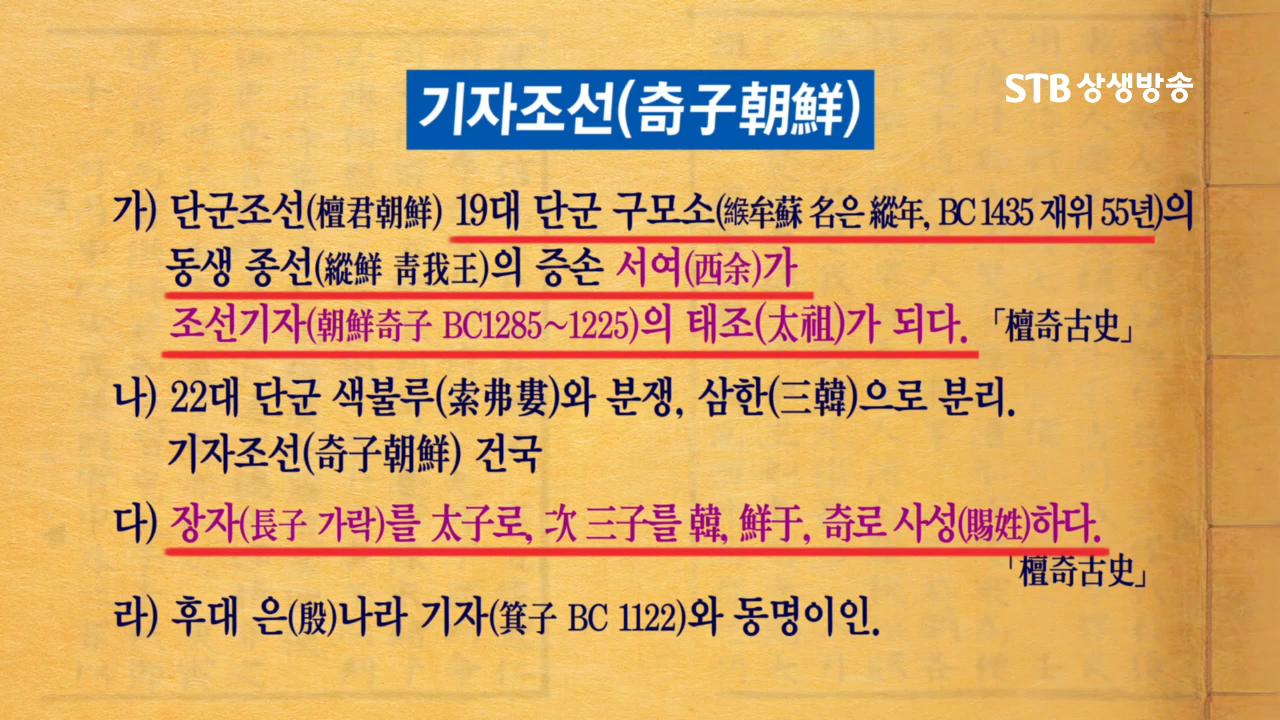 STB 상생방송
기자조선(奇子朝鮮)
가) 단군조선(檀君朝鮮) 19대 단군 구모소(緱牟蘇 名은 縱年, BC 1435 재위 55년)의
동생 종선(縱鮮 靑我王)의 증손 서여(西余)가
조선기자(朝鮮奇子 BC1285~1225)의 태조(太祖)가 되다. 「檀奇古史」
나) 22대 단군 색불루(索弗婁)와 분쟁, 삼한(三韓)으로 분리.
기자조선(奇子朝鮮) 건국
다) 장자(長子 가락)를 太子로, 次 三子를 韓, 鮮于, 奇로 사성(賜姓)하다.
「檀奇古史」
라) 후대 은(殷)나라 기자(箕子 BC 1122)와 동명이인.